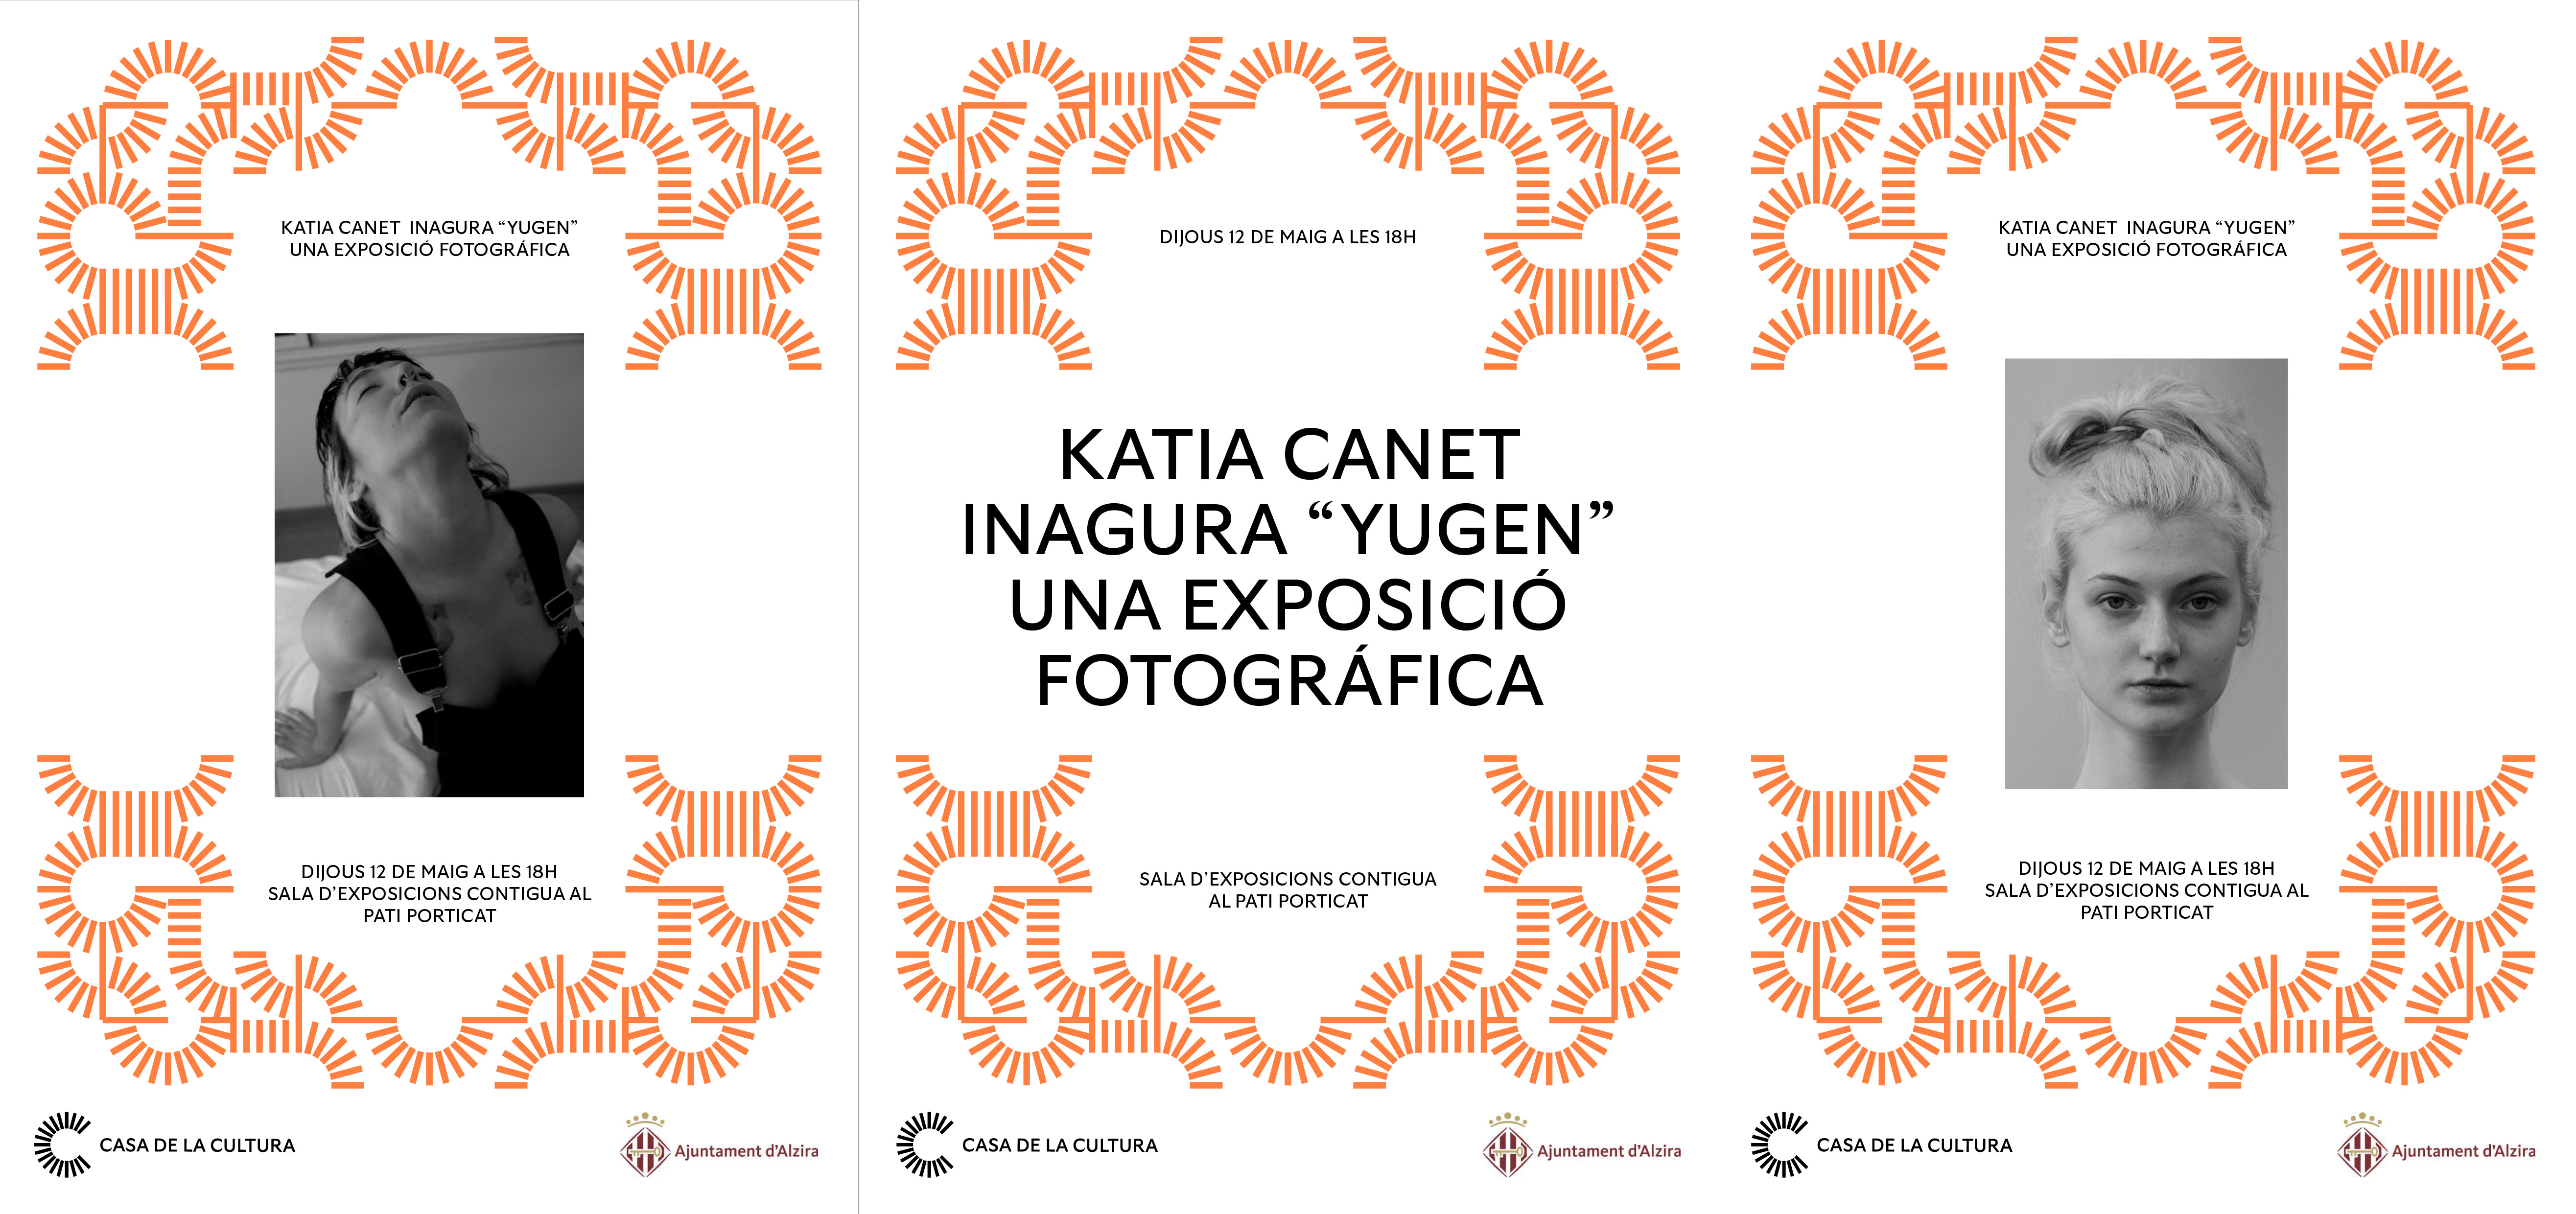 KATIA CANET  INAGURA “YUGEN”
UNA EXPOSICIÓ FOTOGRÁFICA
DIJOUS 12 DE MAIG A LES 18H
SALA D’EXPOSICIONS CONTIGUA AL
PATI PORTICAT
CASA DE LA CULTURA
Ajuntament d’Alzira
DIJOUS 12 DE MAIG A LES 18H
KATIA CANET
INAGURA “YUGEN”
UNA EXPOSICIÓ
FOTOGRÁFICA
SALA D’EXPOSICIONS CONTIGUA
AL PATI PORTICAT
CASA DE LA CULTURA
Ajuntament d’Alzira
KATIA CANET  INAGURA “YUGEN”
UNA EXPOSICIÓ FOTOGRÁFICA
DIJOUS 12 DE MAIG A LES 18H
SALA D’EXPOSICIONS CONTIGUA AL
PATI PORTICAT
CASA DE LA CULTURA
Ajuntament d’Alzira